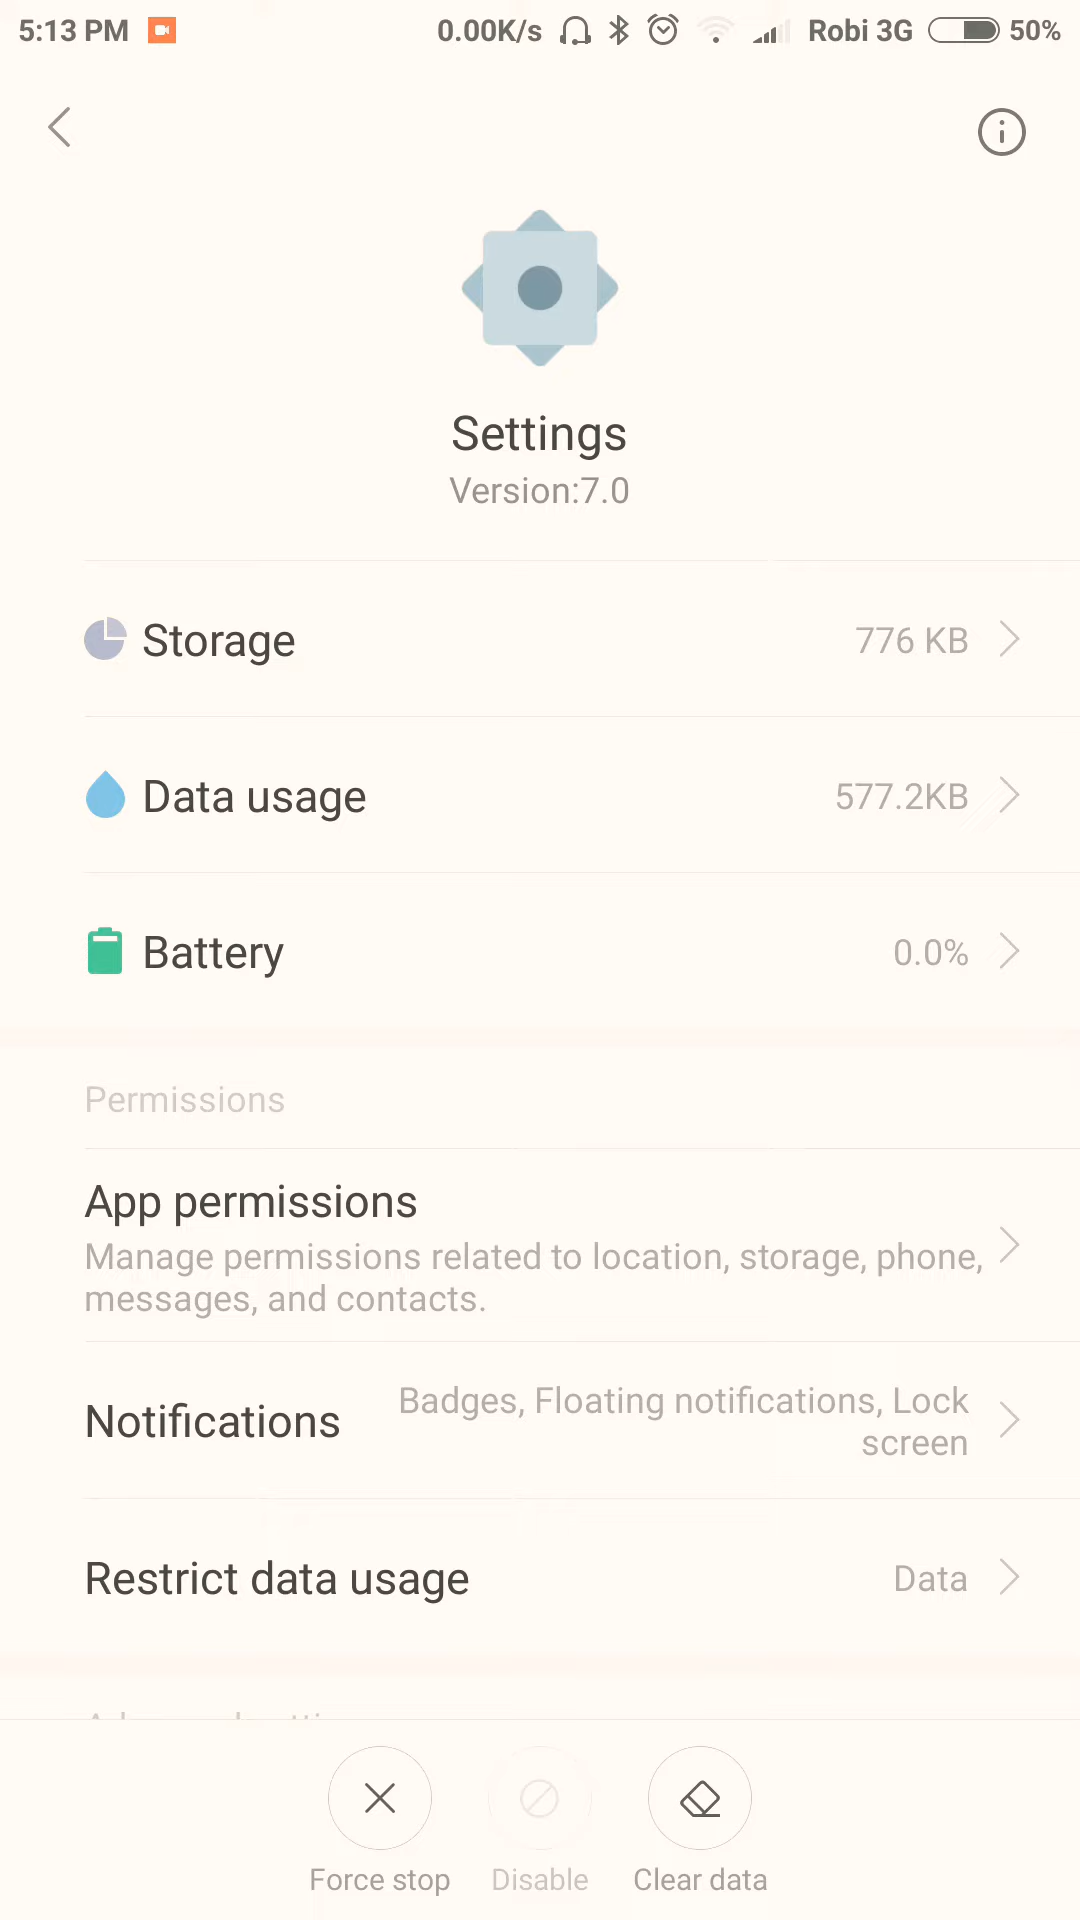 5:13 PM 0.00K/s Robi 3G 50%
Settings
Version:7.0
Storage 776 KB
Data usage 577.2KB
Battery 0.0%
Permissions
App permissions
Manage permissions related to location, storage, phone,
messages, and contacts.
Notifications
Badges, Floating notifications, Lock
screen
Restrict data usage Data
Force stop Disable Clear data